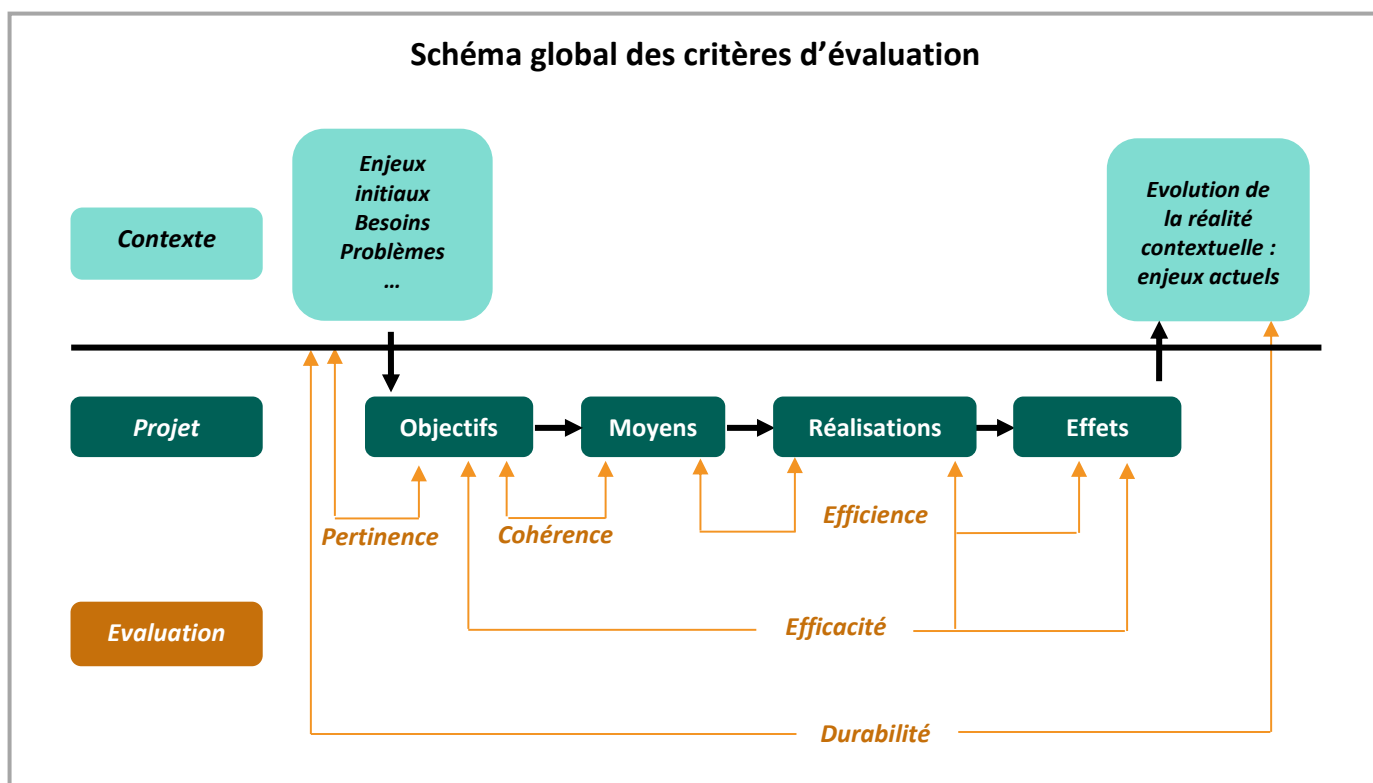 Schéma global des critères d’évaluation
Enjeux
initiaux
Besoins
Problèmes
…
Evolution de
la réalité
contextuelle :
enjeux actuels
Contexte
Projet
Objectifs
Moyens
Réalisations
Effets
Pertinence
Cohérence
Efficience
Evaluation
Efficacité
Durabilité